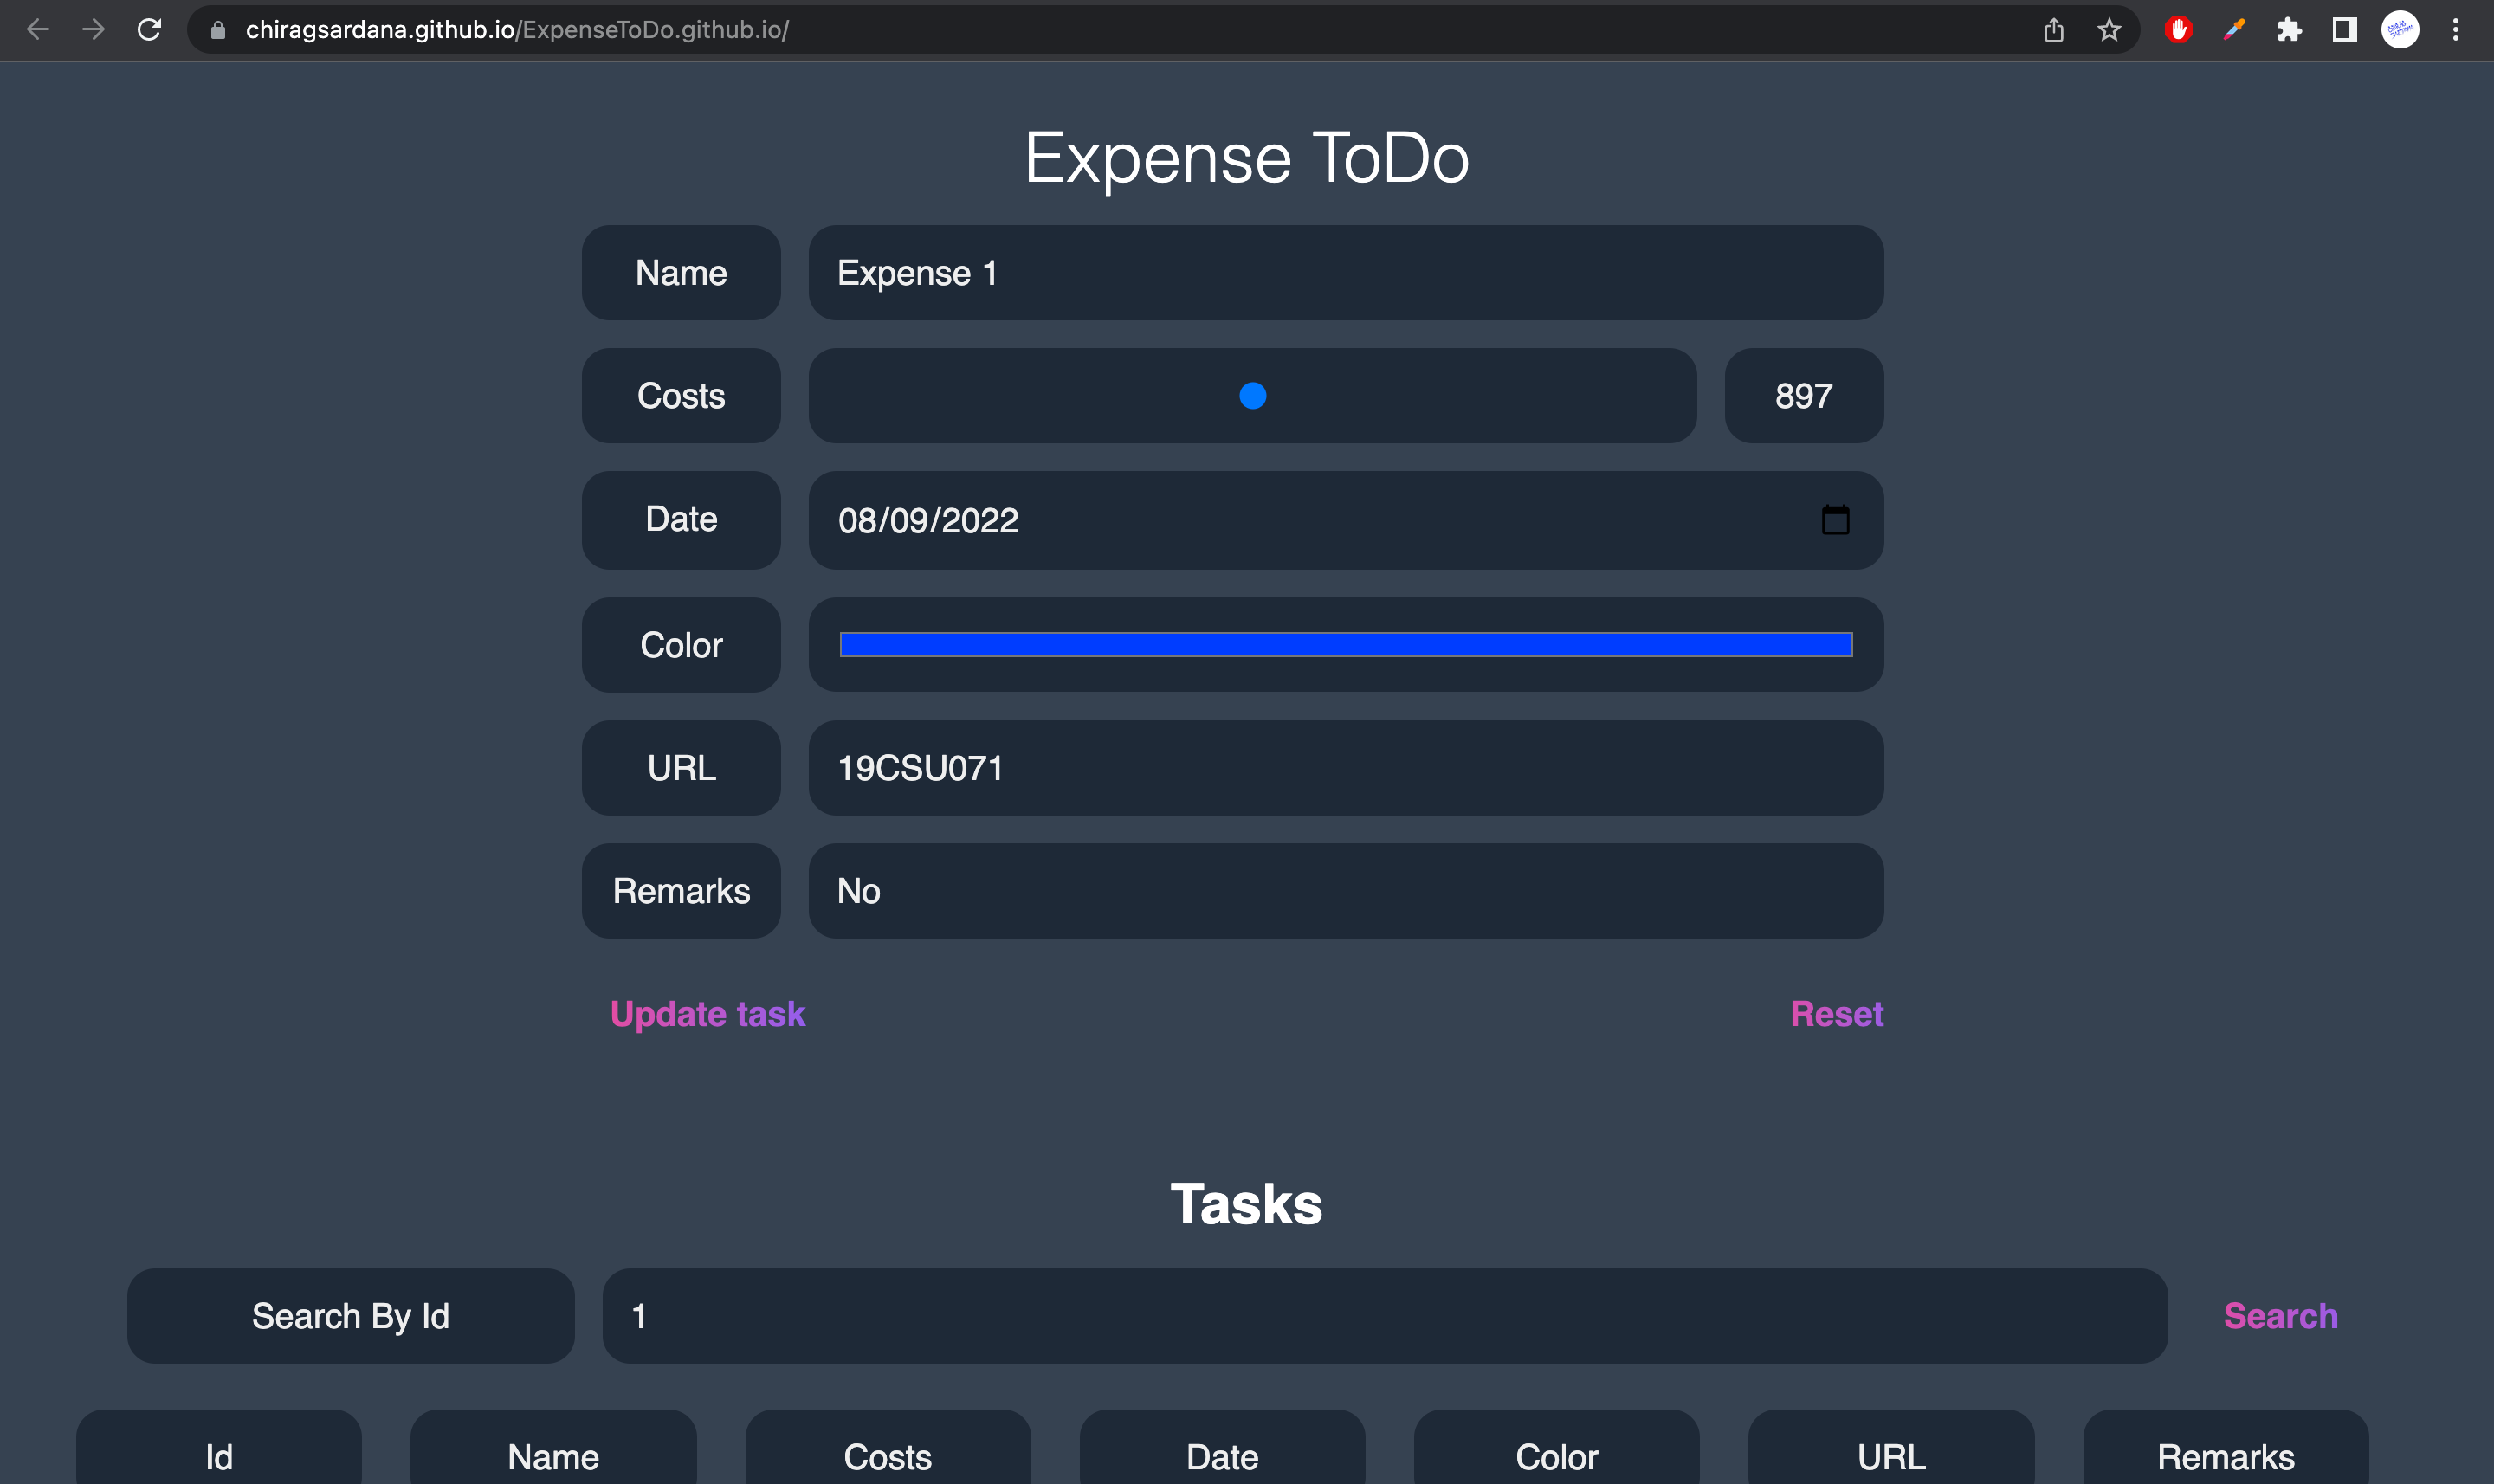 chiragsardana.github.io/ExpenseToDo.github.io/
Expense ToDo
Name Expense 1
Costs 897
Date 08/09/2022
Color
URL 19CSU071
Remarks No
Update task Reset
Tasks
Search By Id 1 Search
Id Name Costs Date Color URL Remarks